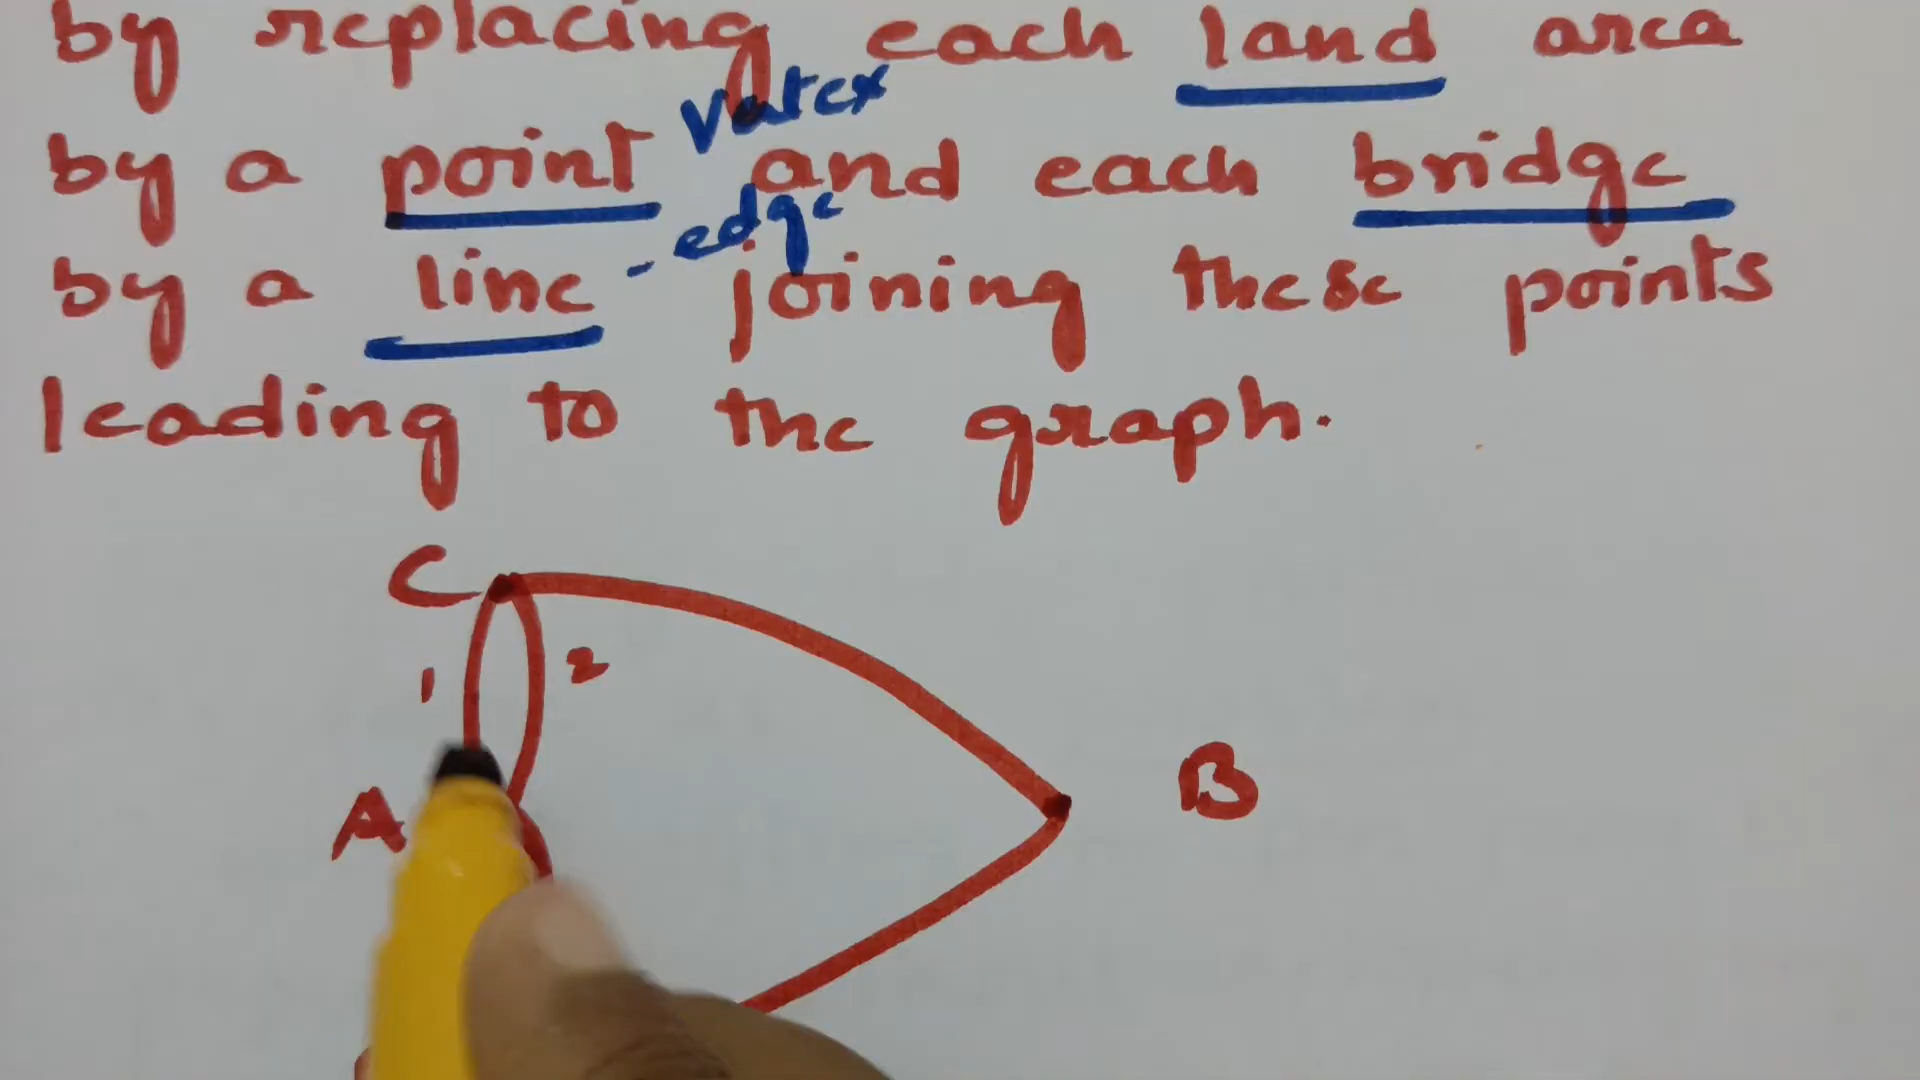 by replacing each land area
vertex
by a point and each bridge
- edge
by a line joining these points
leading to the graph.
C
1 2
A B